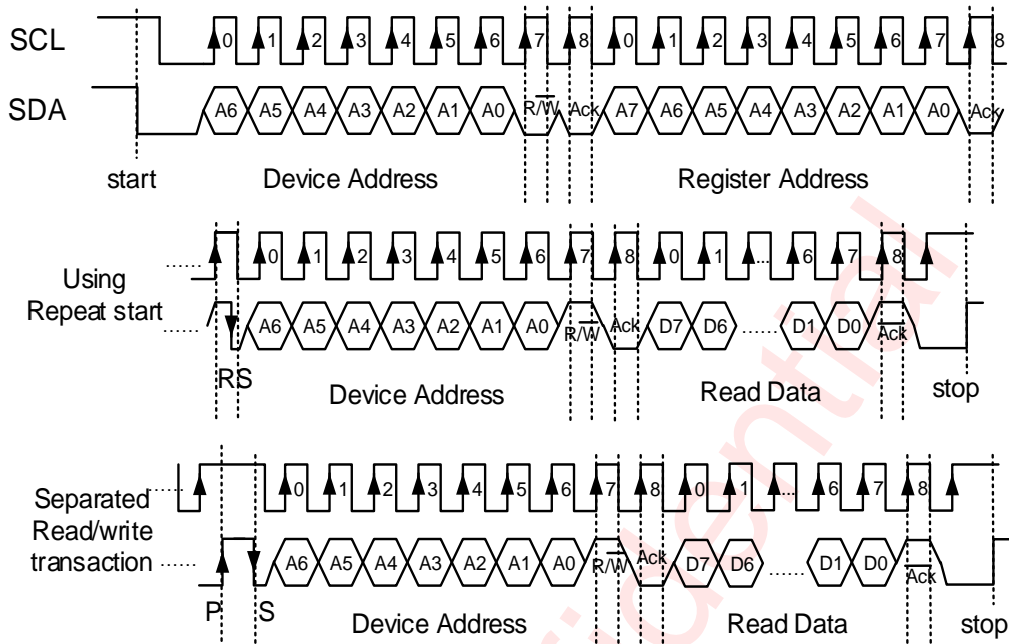 SCL 0 1 2 3 4 5 6 7 8 0 1 2 3 4 5 6 7 8
SDA A6 A5 A4 A3 A2 A1 A0 R/W Ack A7 A6 A5 A4 A3 A2 A1 A0 Ack
start Device Address Register Address
0 1 2 3 4 5 6 7 8 0 1 ... 6 7 8
Using
Repeat start
...... A6 A5 A4 A3 A2 A1 A0 R/W Ack D7 D6 ...... D1 D0 Ack
RS Device Address Read Data stop
0 1 2 3 4 5 6 7 8 0 1 ... 6 7 8
Separated
Read/write
transaction
...... A6 A5 A4 A3 A2 A1 A0 R/W Ack D7 D6 ...... D1 D0 Ack
P S Device Address Read Data stop